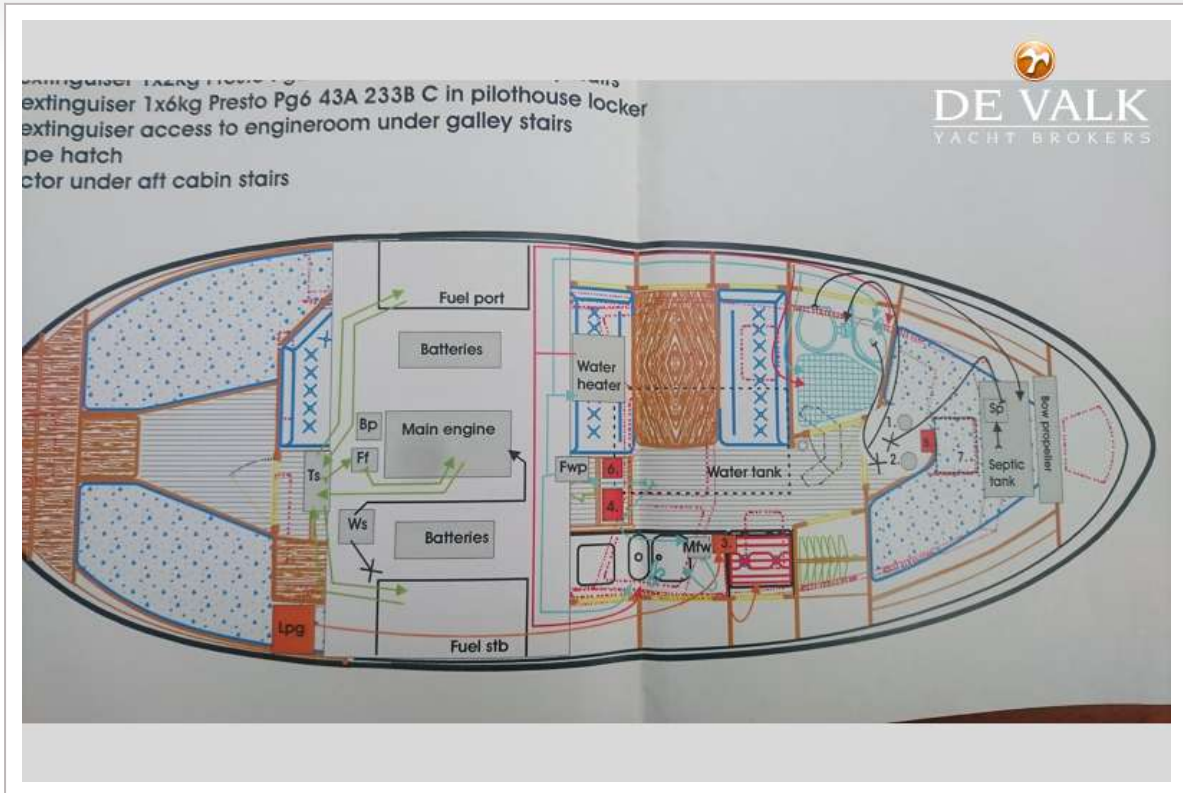 extinguiser 1x2kg Presto
extinguiser 1x6kg Presto Pg6 43A 233B C in pilothouse locker
extinguiser access to engineroom under galley stairs
pe hatch
ctor under aft cabin stairs
DE VALK
YACHT BROKERS
Fuel port
Batteries
Water
heater
Bp
Main engine
Ff
Ts
Fwp
6.
Water tank
4.
Ws
Batteries
Mfw
3.
1.
2.
7.
Sp
Septic
tank
Bow propeller
Lpg
Fuel stb